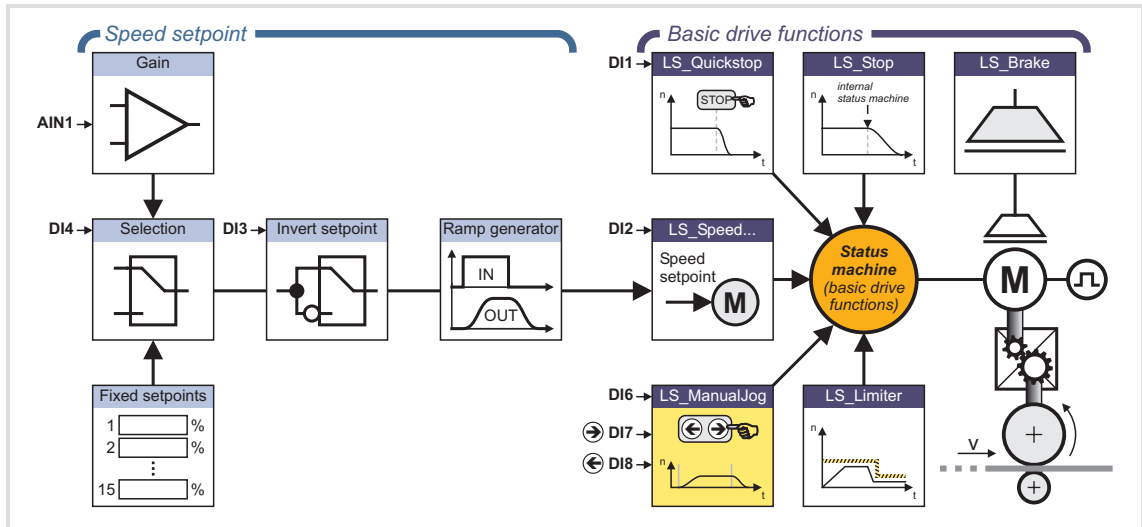 Speed setpoint
Basic drive functions
Gain
AIN1
DI1
LS_Quickstop
n
STOP
t
LS_Stop
internal
status machine
n
t
LS_Brake
DI4
Selection
DI3
Invert setpoint
Ramp generator
IN
OUT
DI2
LS_Speed...
Speed
setpoint
M
Status
machine
(basic drive
functions)
M
Fixed setpoints
1 %
2 %
⋮
15 %
DI6
DI7
DI8
LS_ManualJog
n
t
LS_Limiter
n
t
v